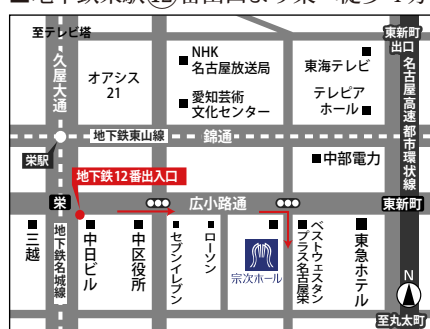 ■地下鉄栄駅⑫番出口より東へ徒歩4分
至テレビ塔
東新町
出口
久屋大通
オアシス
21
NHK
名古屋放送局
愛知芸術
文化センター
東海テレビ
テレピア
ホール
名古屋高速都市環状線
地下鉄東山線
錦通
栄駅
中部電力
地下鉄12番出入口
栄
広小路通
東新町
三越
地下鉄名城線
中日ビル
中区役所
セブンイレブン
ローソン
宗次ホール
ベストウェスタン
プラス名古屋栄
東急ホテル
N
至丸太町